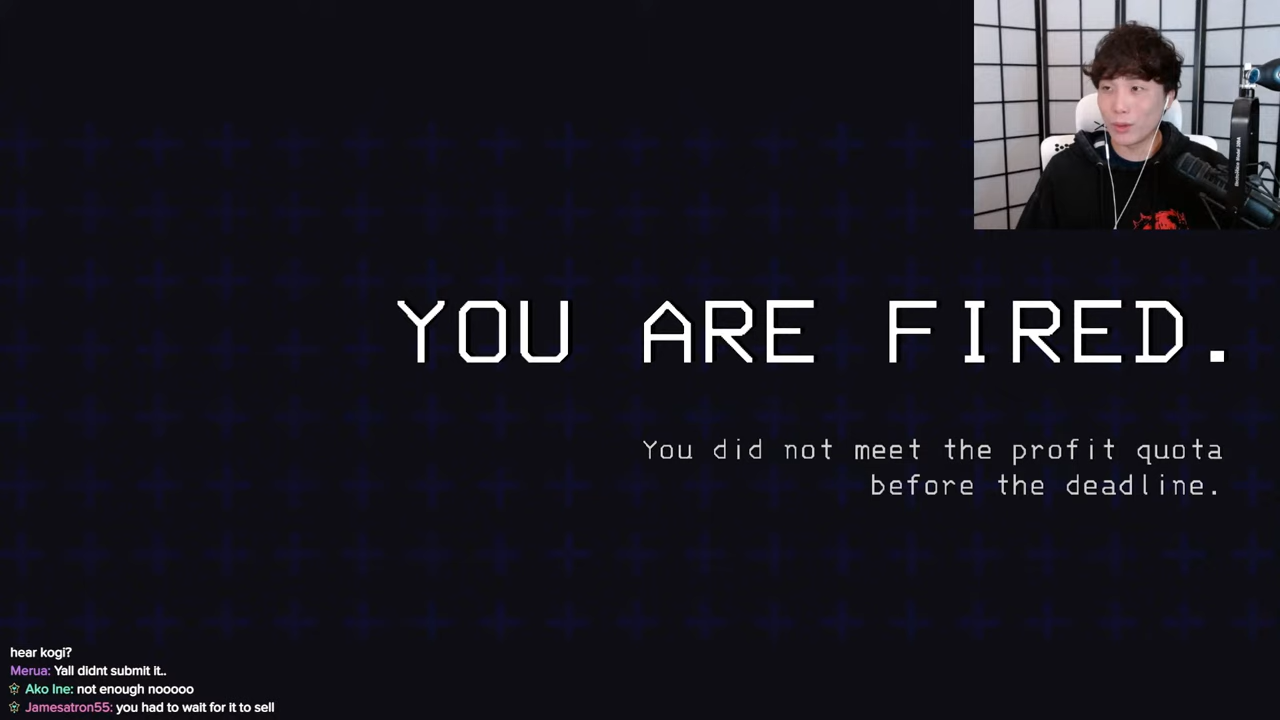 YOU ARE FIRED.
You did not meet the profit quota
before the deadline.
hear kogi?
Merua: Yall didnt submit it..
Ako Ine: not enough nooooo
Jamesatron55: you had to wait for it to sell